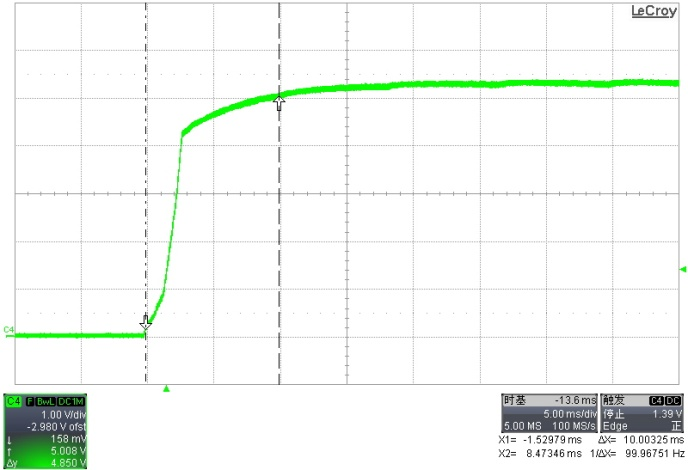 LeCroy
C4
C4 F BwL DC1M
1.00 V/div
-2.980 V ofst
↓ 158 mV
↑ 5.008 V
Δy 4.850 V
时基 -13.6 ms
5.00 ms/div
5.00 MS 100 MS/s
触发 C4 DC
停止 1.39 V
Edge 正
X1= -1.52979 ms ΔX= 10.00325 ms
X2= 8.47346 ms 1/ΔX= 99.96751 Hz